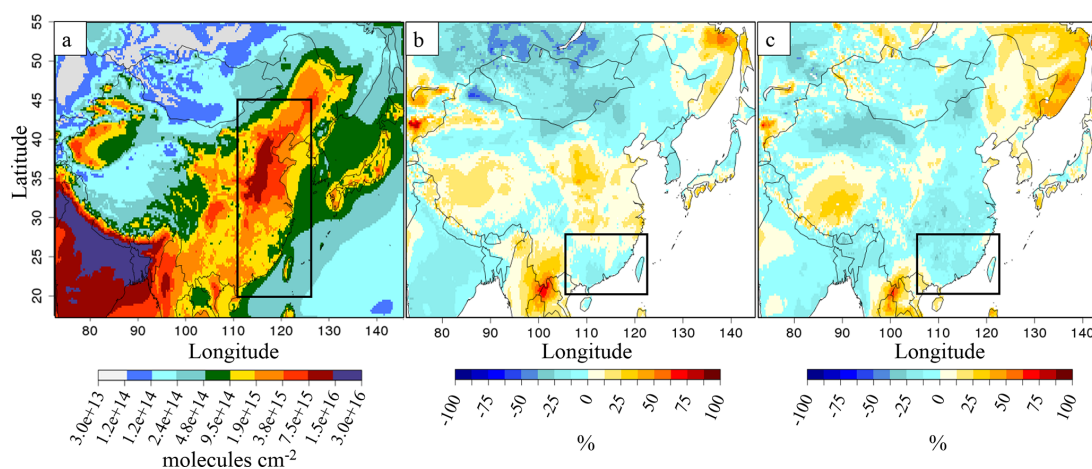 a
b
c
55
50
45
40
35
30
25
20
Latitude
80 90 100 110 120 130 140
80 90 100 110 120 130 140
80 90 100 110 120 130 140
Longitude
Longitude
Longitude
3.0e+13
1.2e+14
1.2e+14
2.4e+14
4.8e+14
9.5e+14
1.9e+15
3.8e+15
7.5e+15
1.5e+16
3.0e+16
molecules cm-2
-100
-75
-50
-25
0
25
50
75
100
%
-100
-75
-50
-25
0
25
50
75
100
%